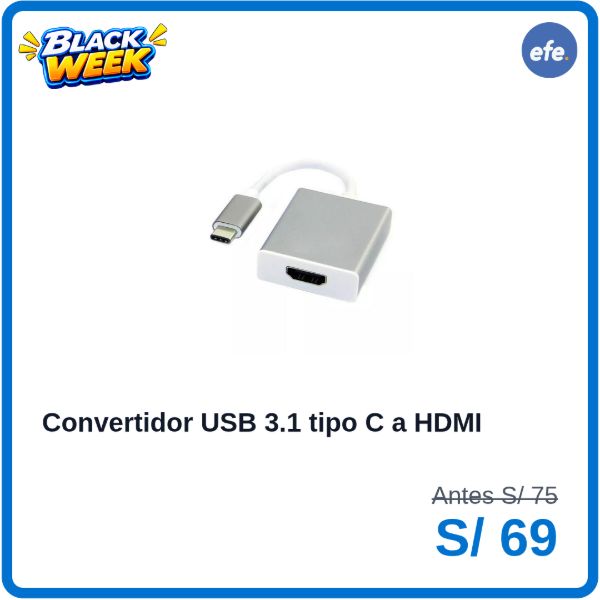 BLACK
WEEK
efe.
Convertidor USB 3.1 tipo C a HDMI
Antes S/ 75
S/ 69